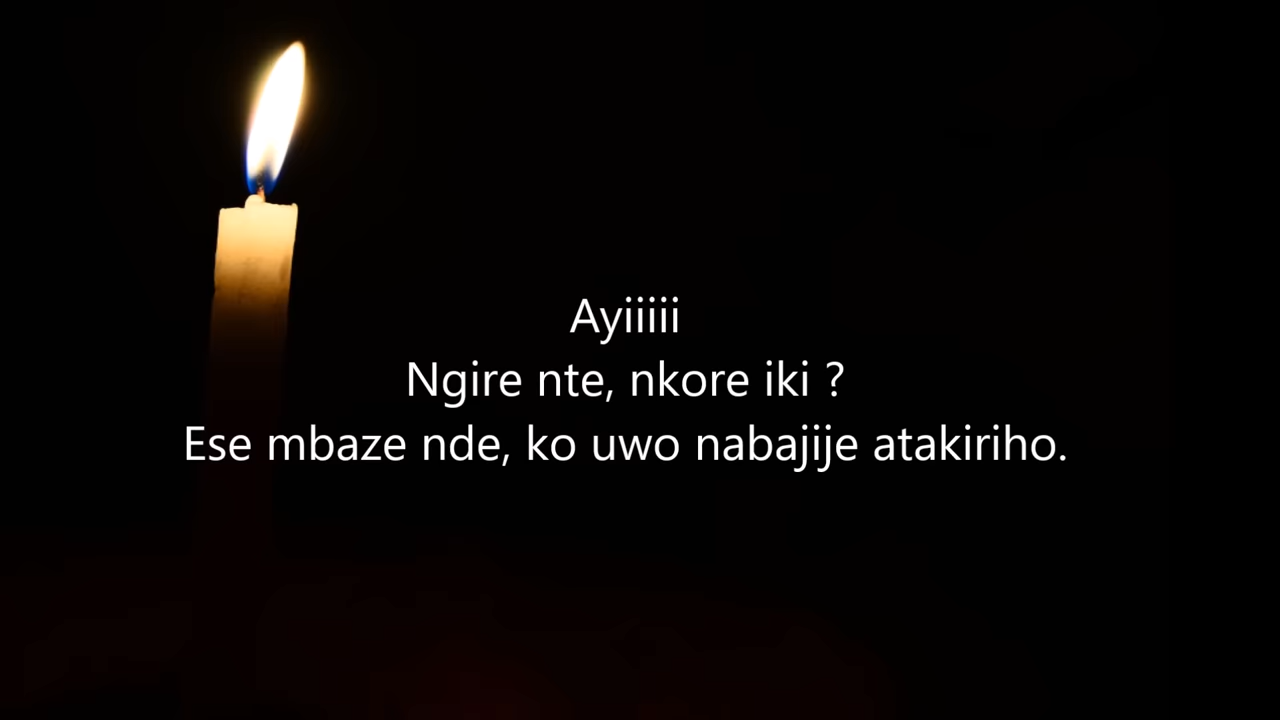 Ayiiiii
Ngire nte, nkore iki ?
Ese mbaze nde, ko uwo nabajije atakiriho.